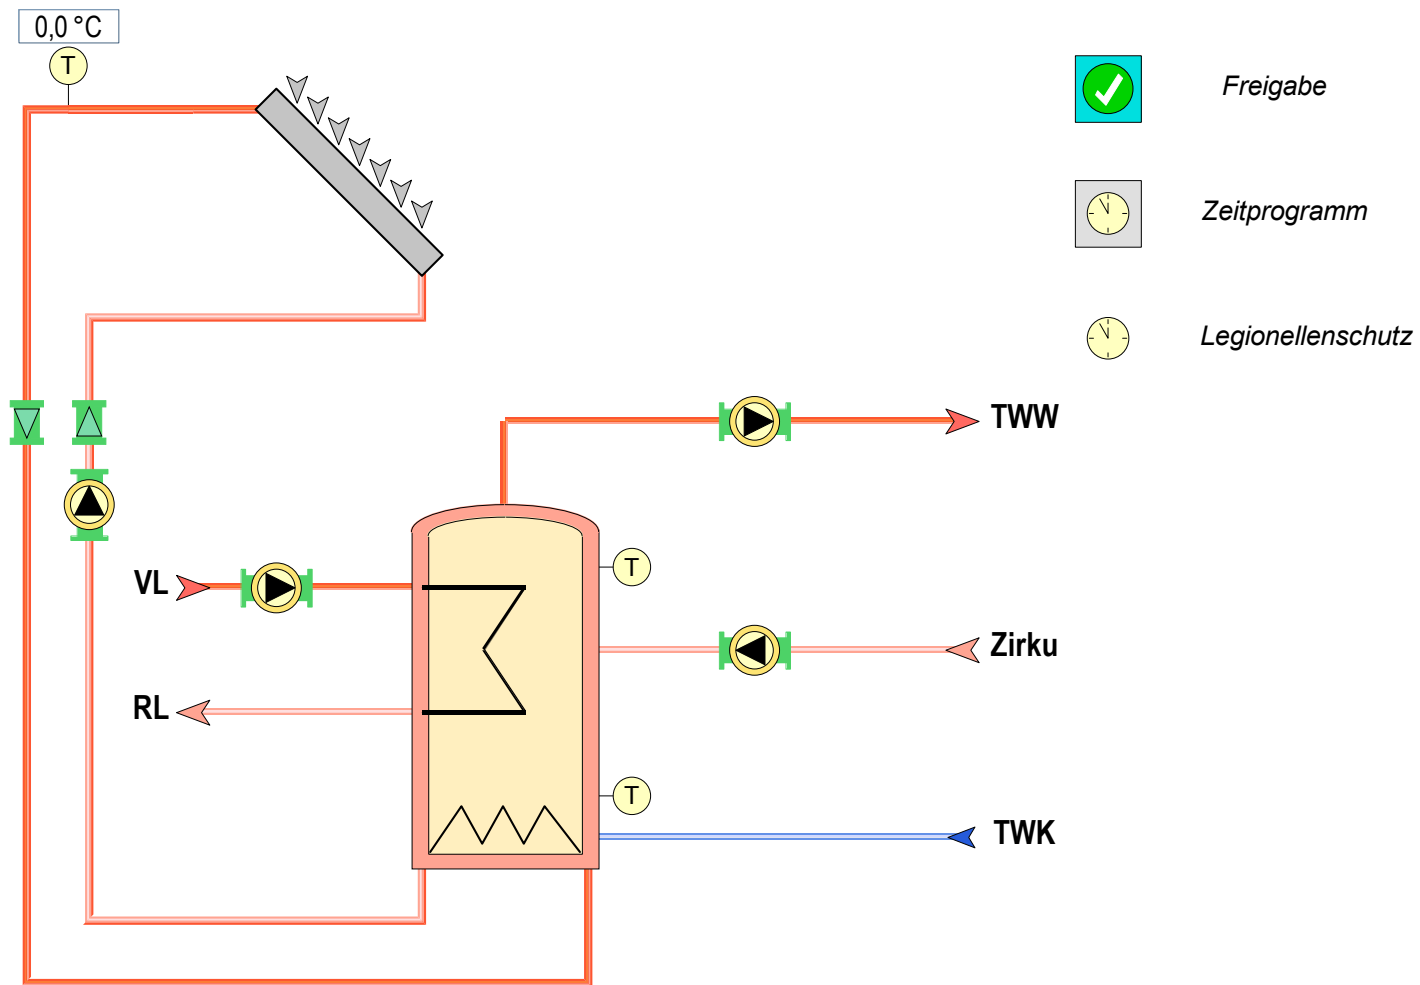 0,0 °C
T
Freigabe
Zeitprogramm
Legionellenschutz
TWW
T
VL
Zirku
RL
T
TWK